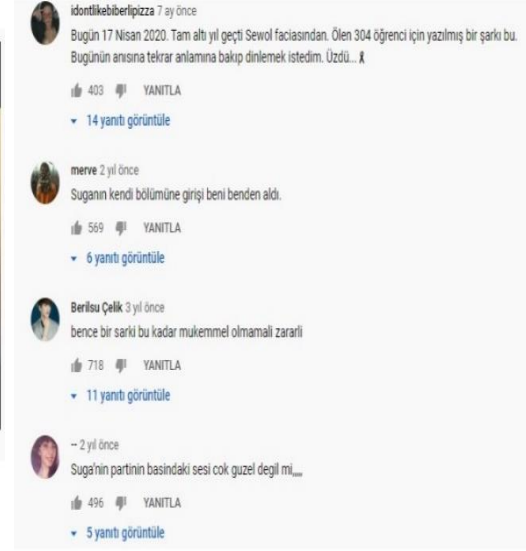 idontlikebiberlipizza 7 ay önce
Bugün 17 Nisan 2020. Tam altı yıl geçti Sewol faciasından. Ölen 304 öğrenci için yazılmış bir şarkı bu.
Bugünün anısına tekrar anlamına bakıp dinlemek istedim. Üzdü...
403 YANITLA
14 yanıtı görüntüle
merve 2 yıl önce
Suganın kendi bölümüne girişi beni benden aldı.
569 YANITLA
6 yanıtı görüntüle
Berilsu Çelik 3 yıl önce
bence bir sarki bu kadar mukemmel olmamali zararli
718 YANITLA
11 yanıtı görüntüle
-- 2 yıl önce
Suga'nin partinin basindaki sesi cok guzel degil mi,,,,
496 YANITLA
5 yanıtı görüntüle